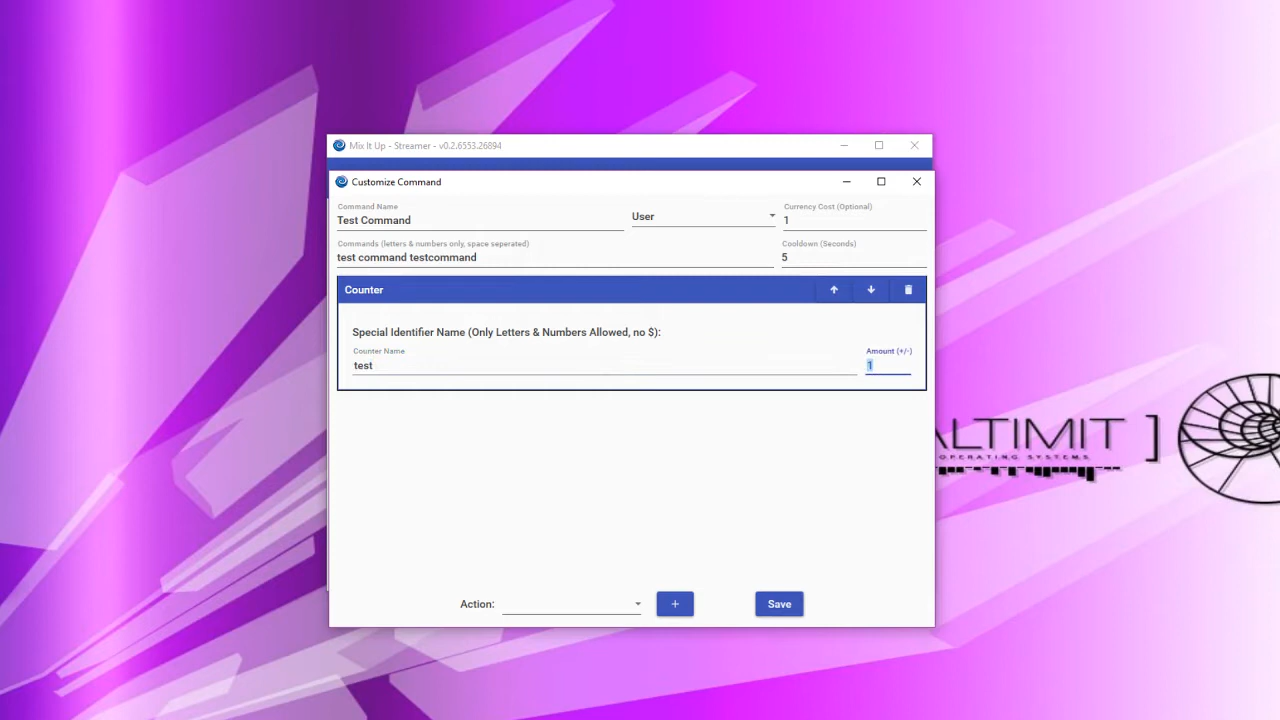 Mix It Up - Streamer - v0.2.6553.26894
Customize Command
Command Name
Test Command
User
Currency Cost (Optional)
1
Commands (letters & numbers only, space seperated)
test command testcommand
Cooldown (Seconds)
5
Counter
Special Identifier Name (Only Letters & Numbers Allowed, no $):
Counter Name
test
Amount (+/-)
1
ALTIMIT ]
OPERATING SYSTEMS
Action:
+
Save